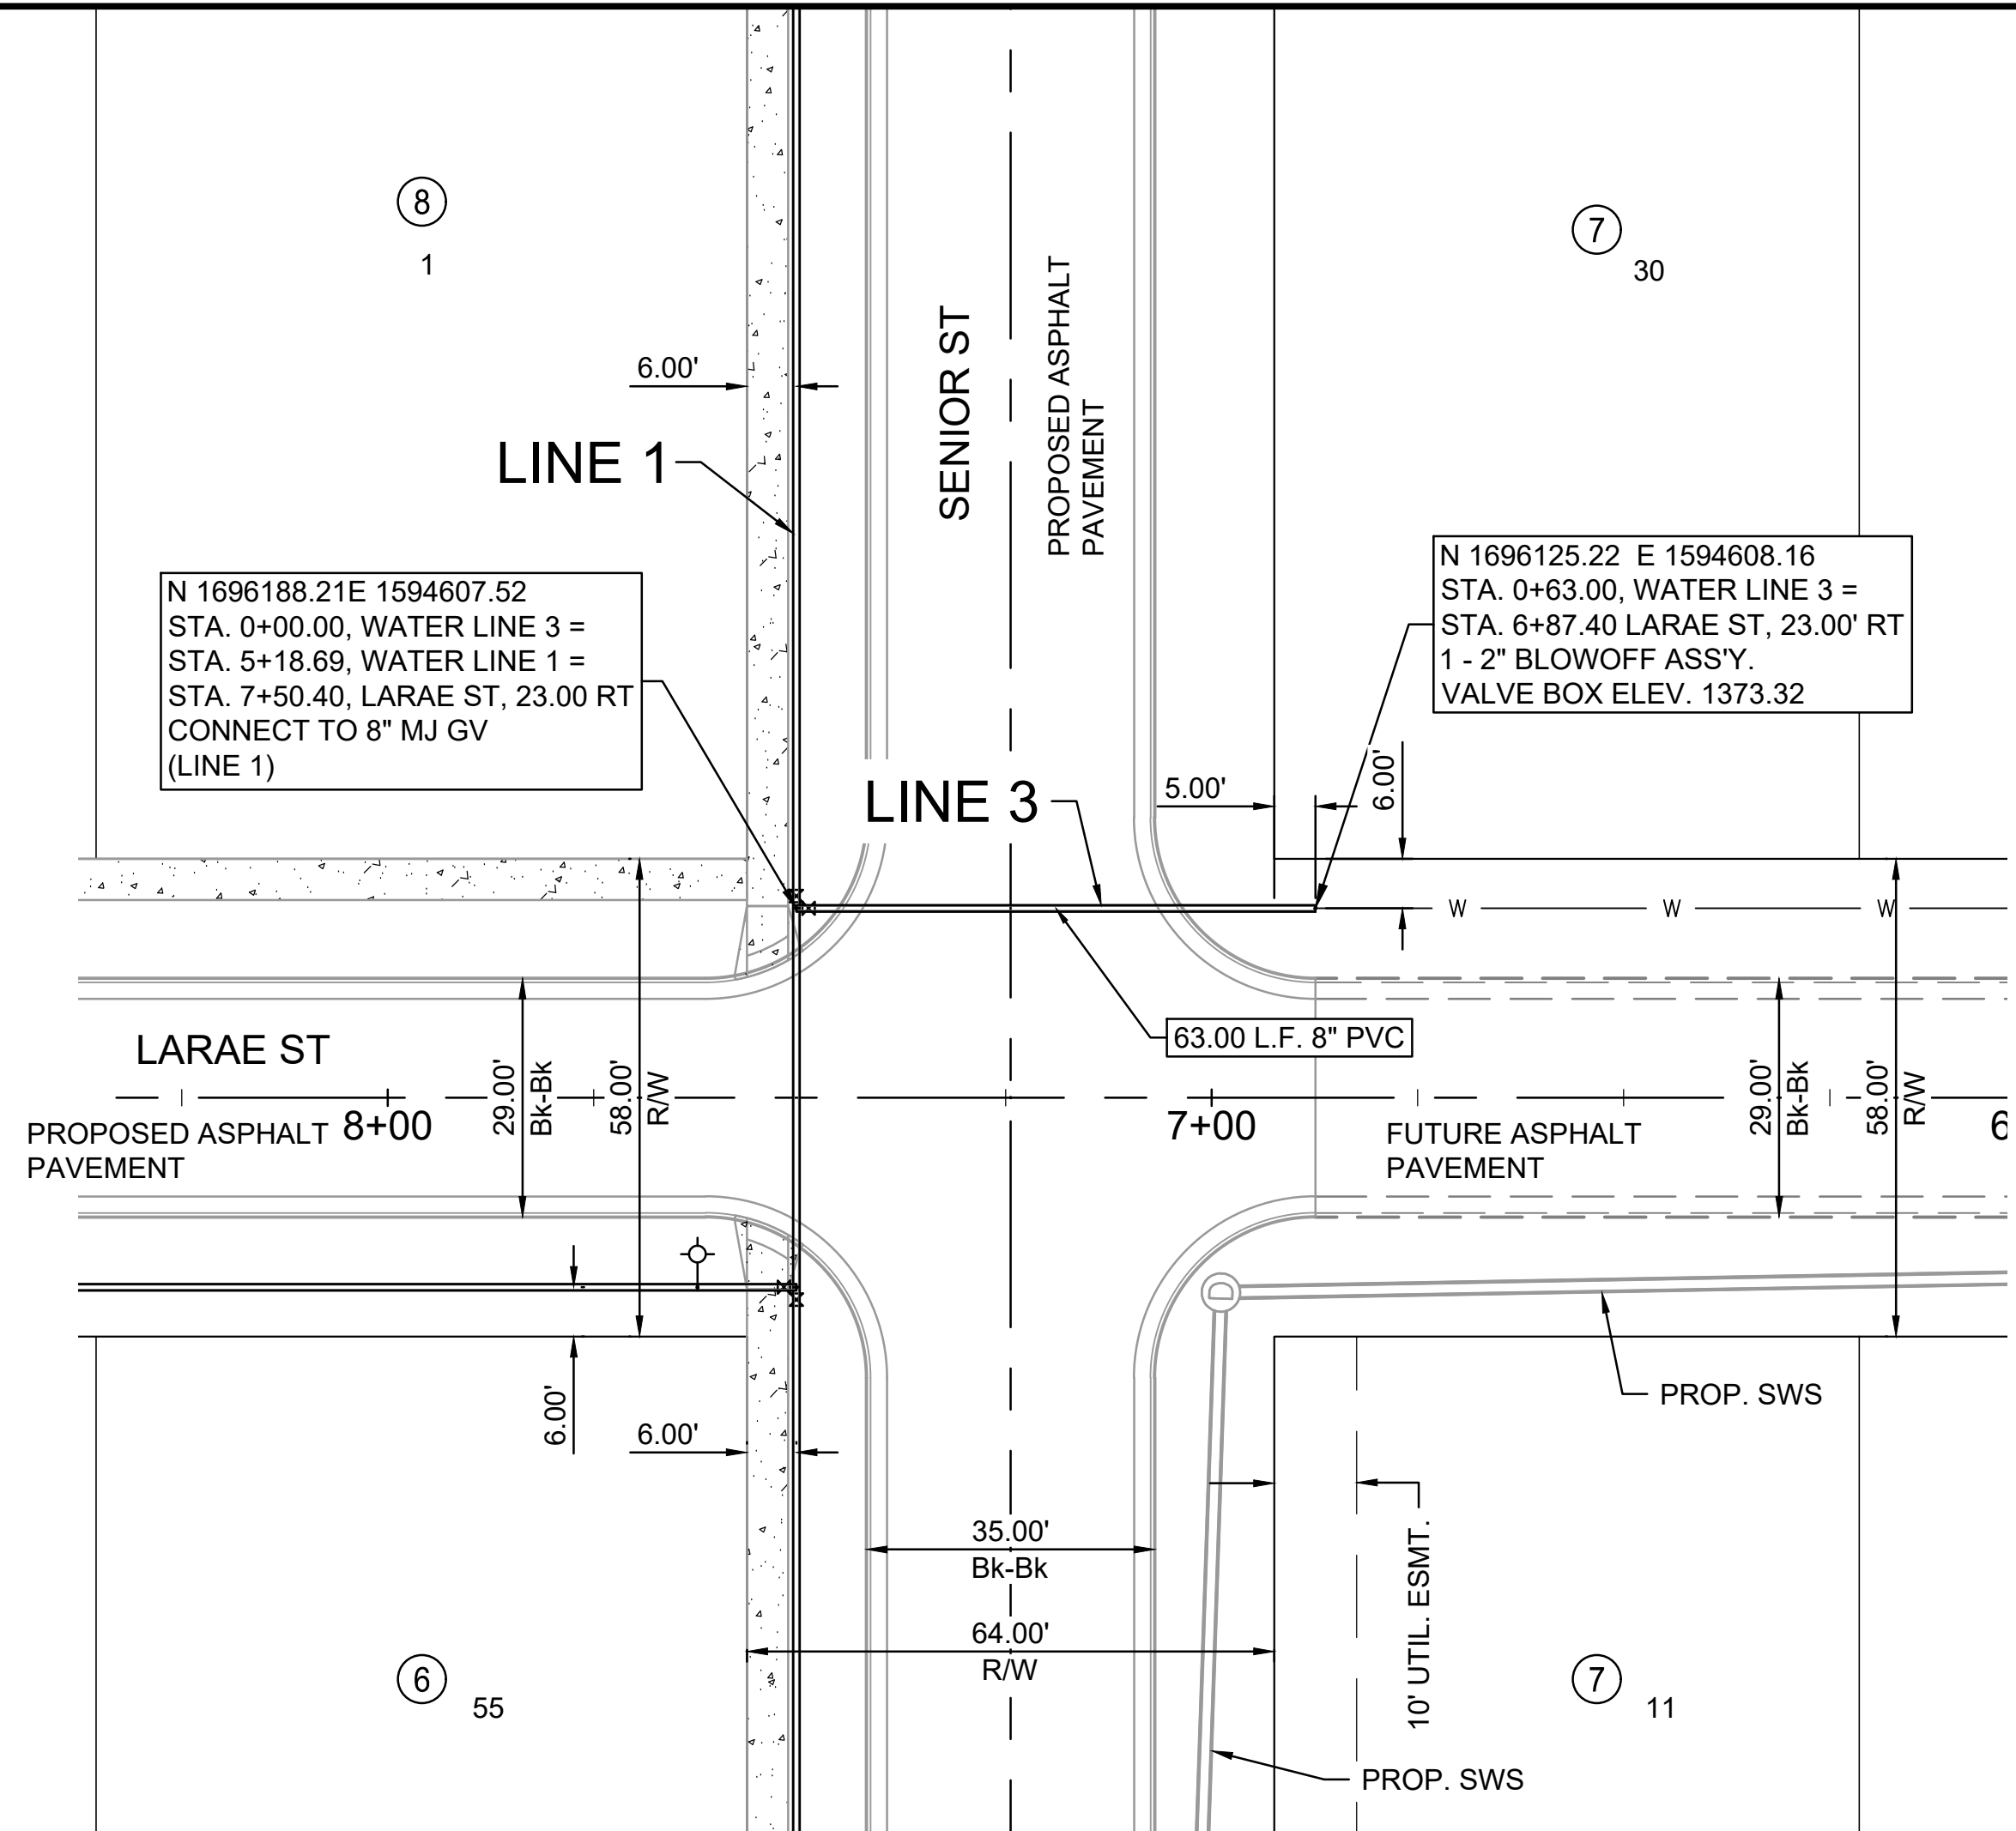 8
1
7
30
6.00'
SENIOR ST
PROPOSED ASPHALT
PAVEMENT
LINE 1
N 1696188.21E 1594607.52
STA. 0+00.00, WATER LINE 3 =
STA. 5+18.69, WATER LINE 1 =
STA. 7+50.40, LARAE ST, 23.00 RT
CONNECT TO 8" MJ GV
(LINE 1)
N 1696125.22 E 1594608.16
STA. 0+63.00, WATER LINE 3 =
STA. 6+87.40 LARAE ST, 23.00' RT
1 - 2" BLOWOFF ASS'Y.
VALVE BOX ELEV. 1373.32
LINE 3
5.00'
6.00'
W W W
63.00 L.F. 8" PVC
LARAE ST
29.00'
Bk-Bk
58.00'
R/W
PROPOSED ASPHALT
PAVEMENT
8+00
7+00
FUTURE ASPHALT
PAVEMENT
29.00'
Bk-Bk
58.00'
R/W
6
6.00'
6.00'
PROP. SWS
35.00'
Bk-Bk
64.00'
R/W
10' UTIL. ESMT.
6
55
7
11
PROP. SWS